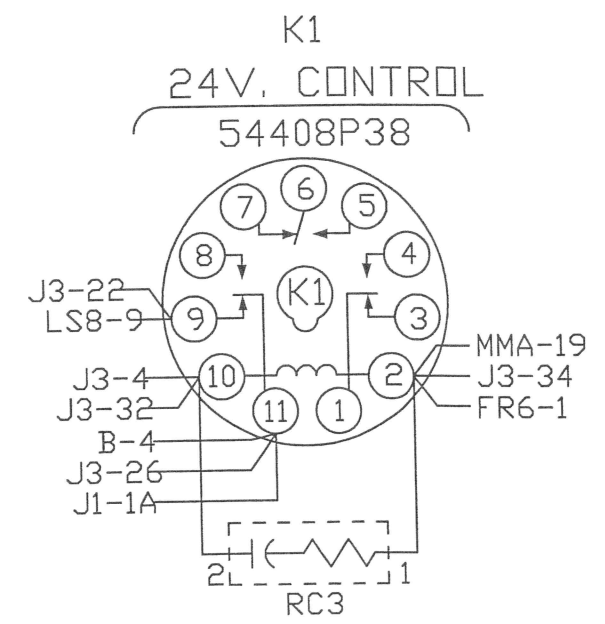 K1
24V. CONTROL
54408P38
6
7
5
8
4
J3-22
K1
LS8-9
9
3
MMA-19
J3-4
10
2
J3-34
J3-32
11
1
FR6-1
B-4
J3-26
J1-1A
2
1
RC3